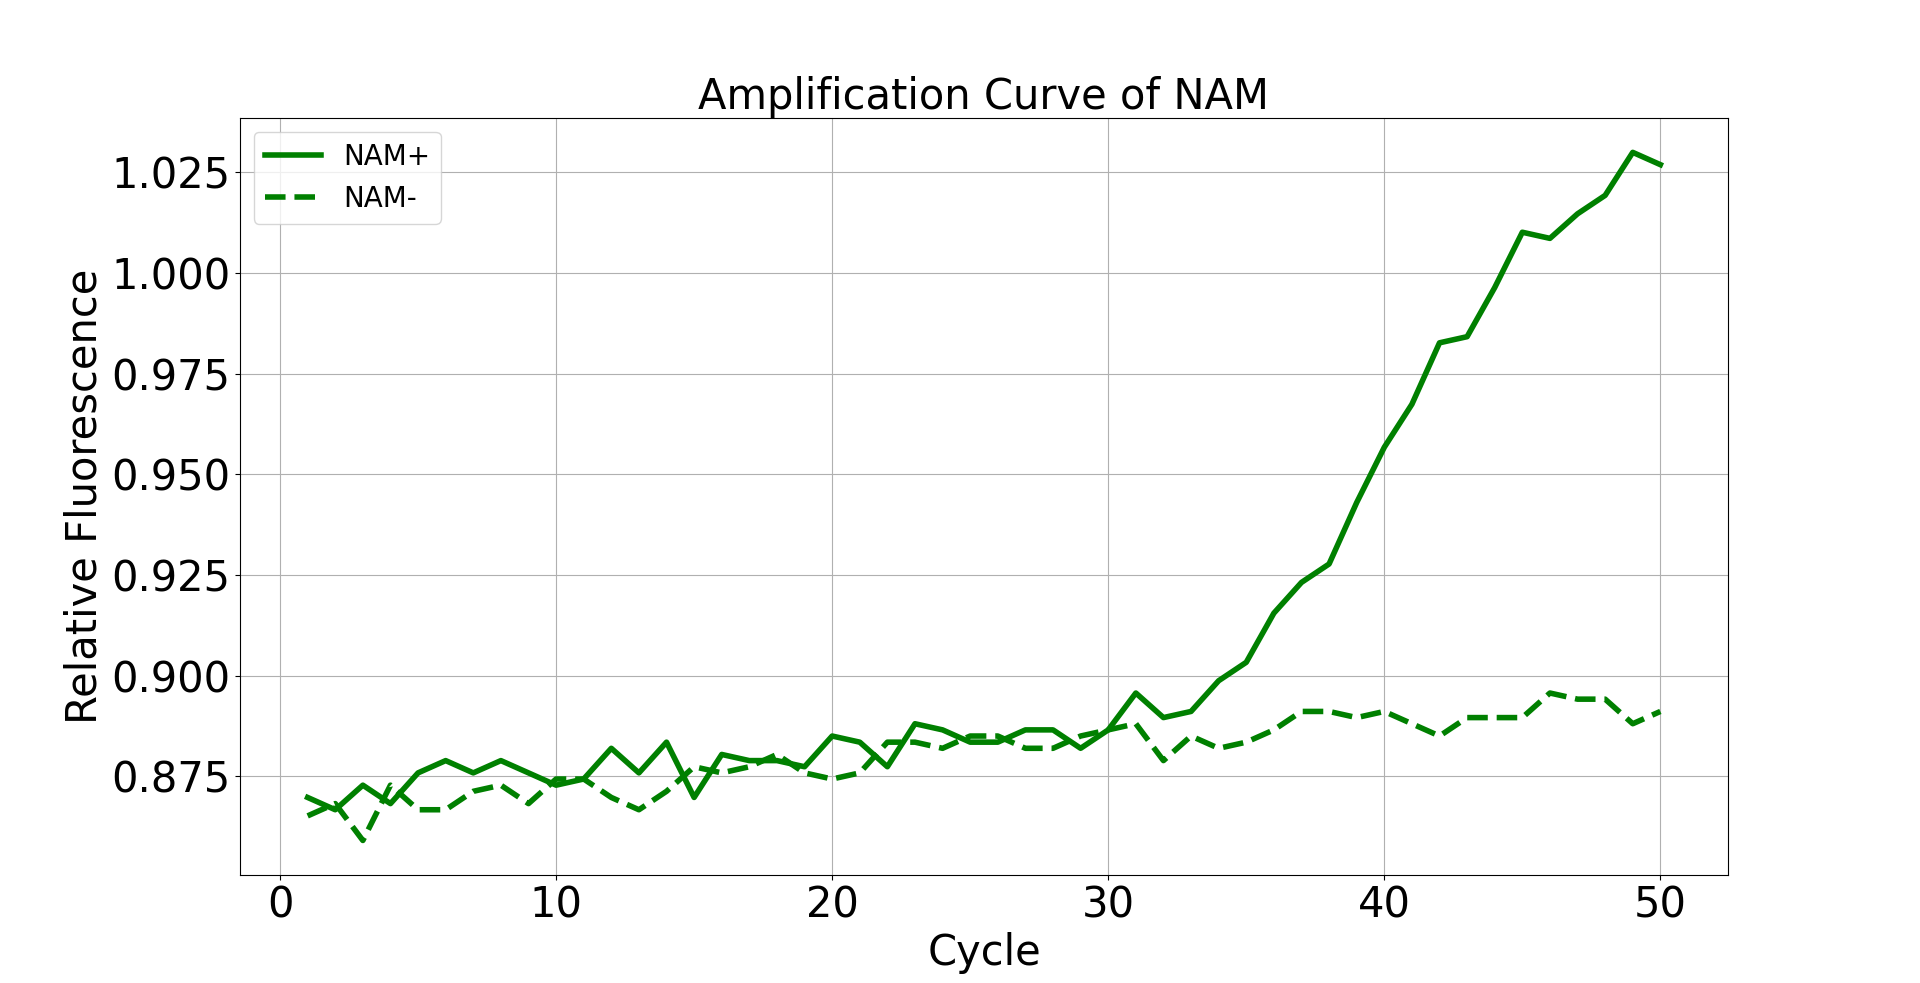 Amplification Curve of NAM
NAM+
NAM-
Relative Fluorescence
1.025
1.000
0.975
0.950
0.925
0.900
0.875
0 10 20 30 40 50
Cycle